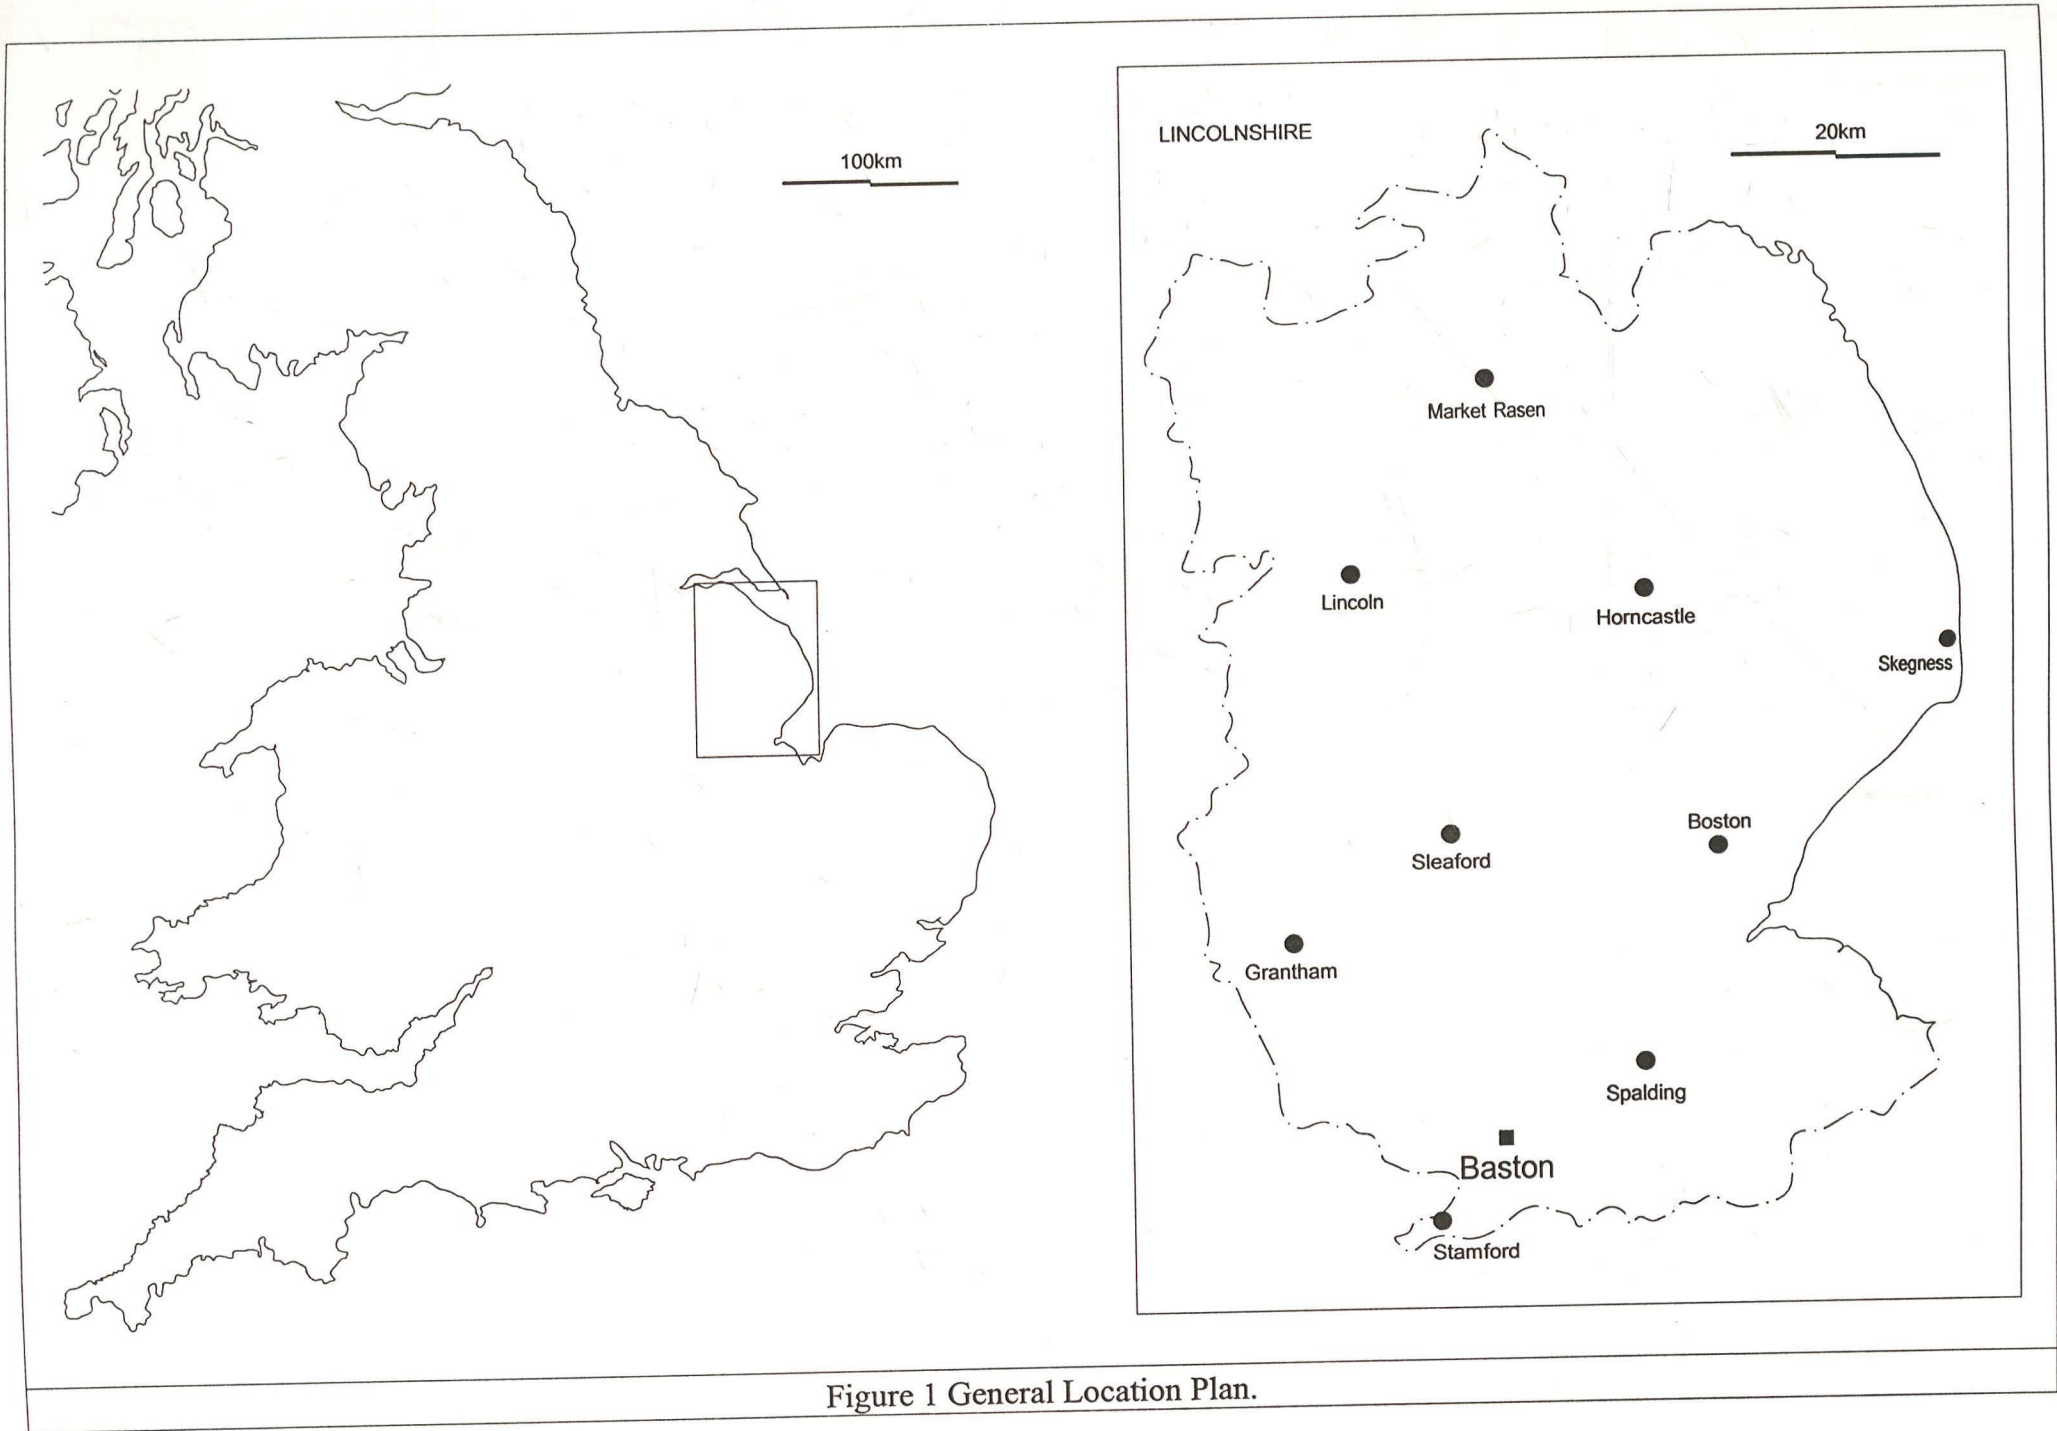 100km
LINCOLNSHIRE
20km
Market Rasen
Lincoln
Horncastle
Skegness
Boston
Sleaford
Grantham
Spalding
Baston
Stamford
Figure 1 General Location Plan.